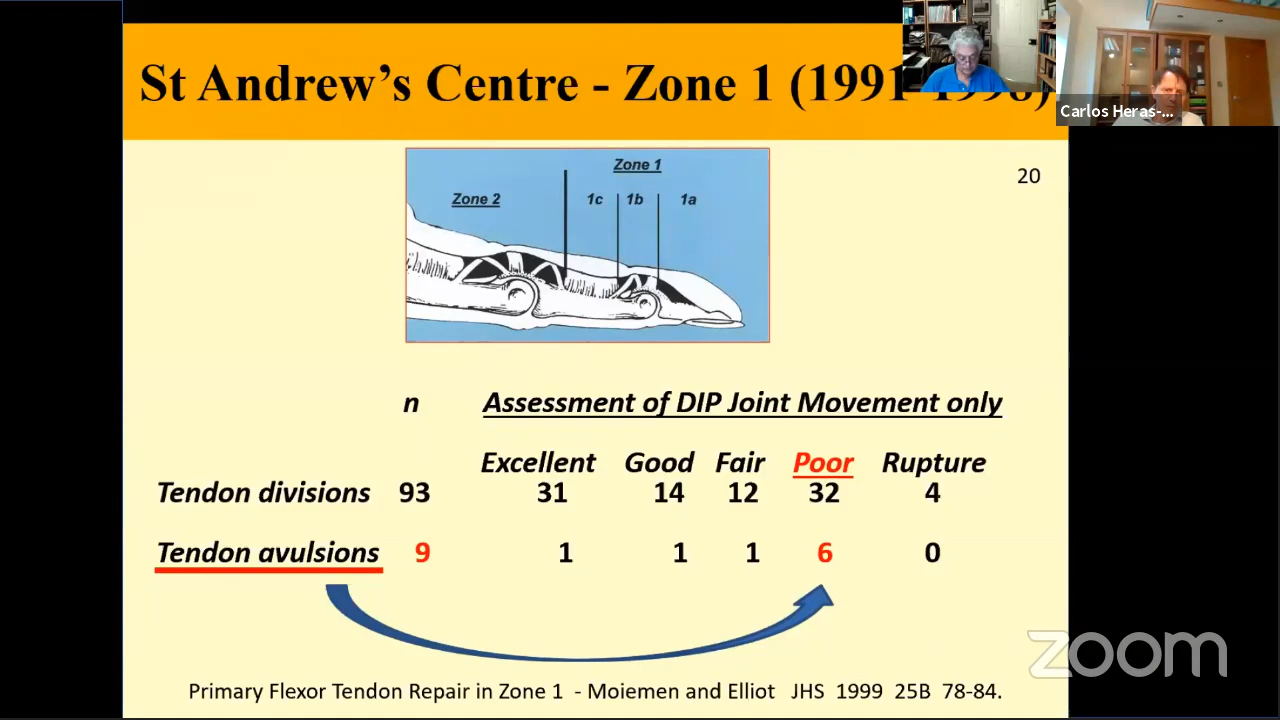 St Andrew's Centre - Zone 1 (1991-1998)
Carlos Heras-...
20
Zone 1
Zone 2 1c 1b 1a
n Assessment of DIP Joint Movement only
Excellent Good Fair Poor Rupture
Tendon divisions 93 31 14 12 32 4
Tendon avulsions 9 1 1 1 6 0
zoom
Primary Flexor Tendon Repair in Zone 1 - Moiemen and Elliot JHS 1999 25B 78-84.